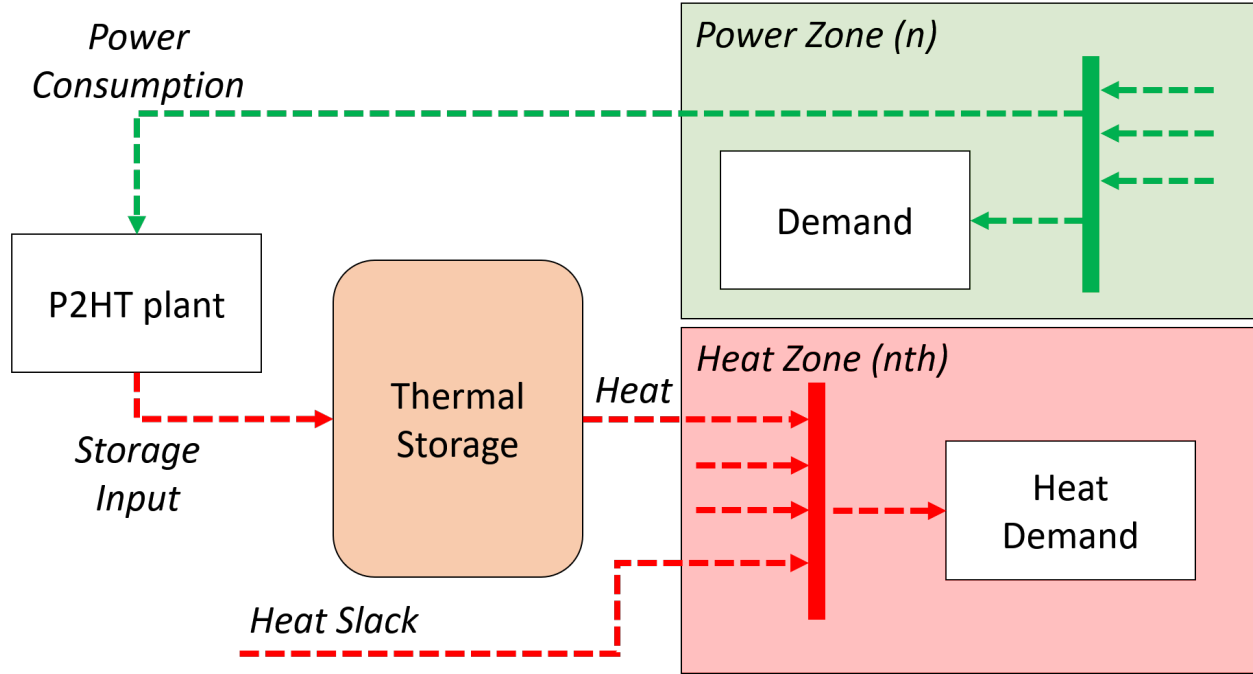 Power
Consumption
Power Zone (n)
Demand
P2HT plant
Thermal
Storage
Heat
Heat Zone (nth)
Storage
Input
Heat
Demand
Heat Slack